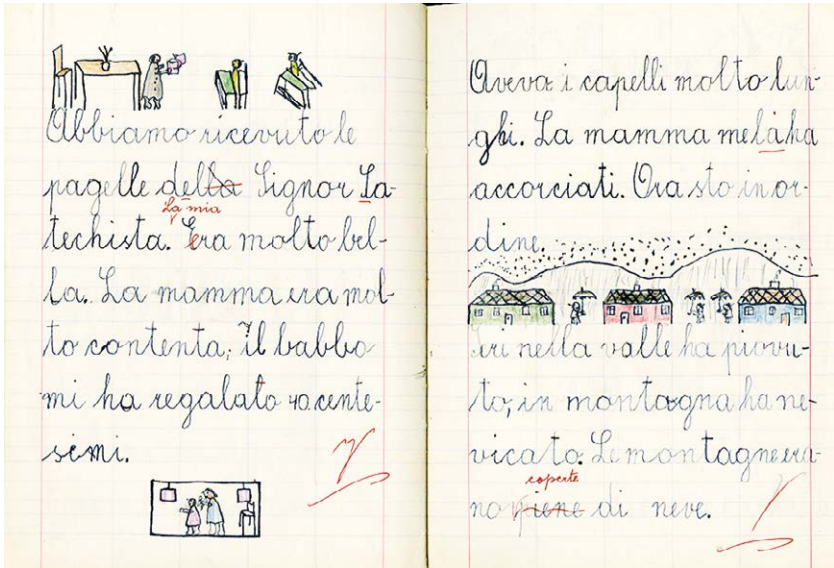 Abbiamo ricevuto le
pagelle della Signor Ca-
La mia
techista. Era molto bel-
la. La mamma era mol-
to contenta, il babbo
mi ha regalato 40 cente-
simi.
Aveva i capelli molto lun-
ghi. La mamma me là ha
accorciati. Ora sto in or-
dine.
Ieri nella valle ha piovu-
to, in montagna ha ne-
vicato. Le montagne era-
coperte
no piene di neve.